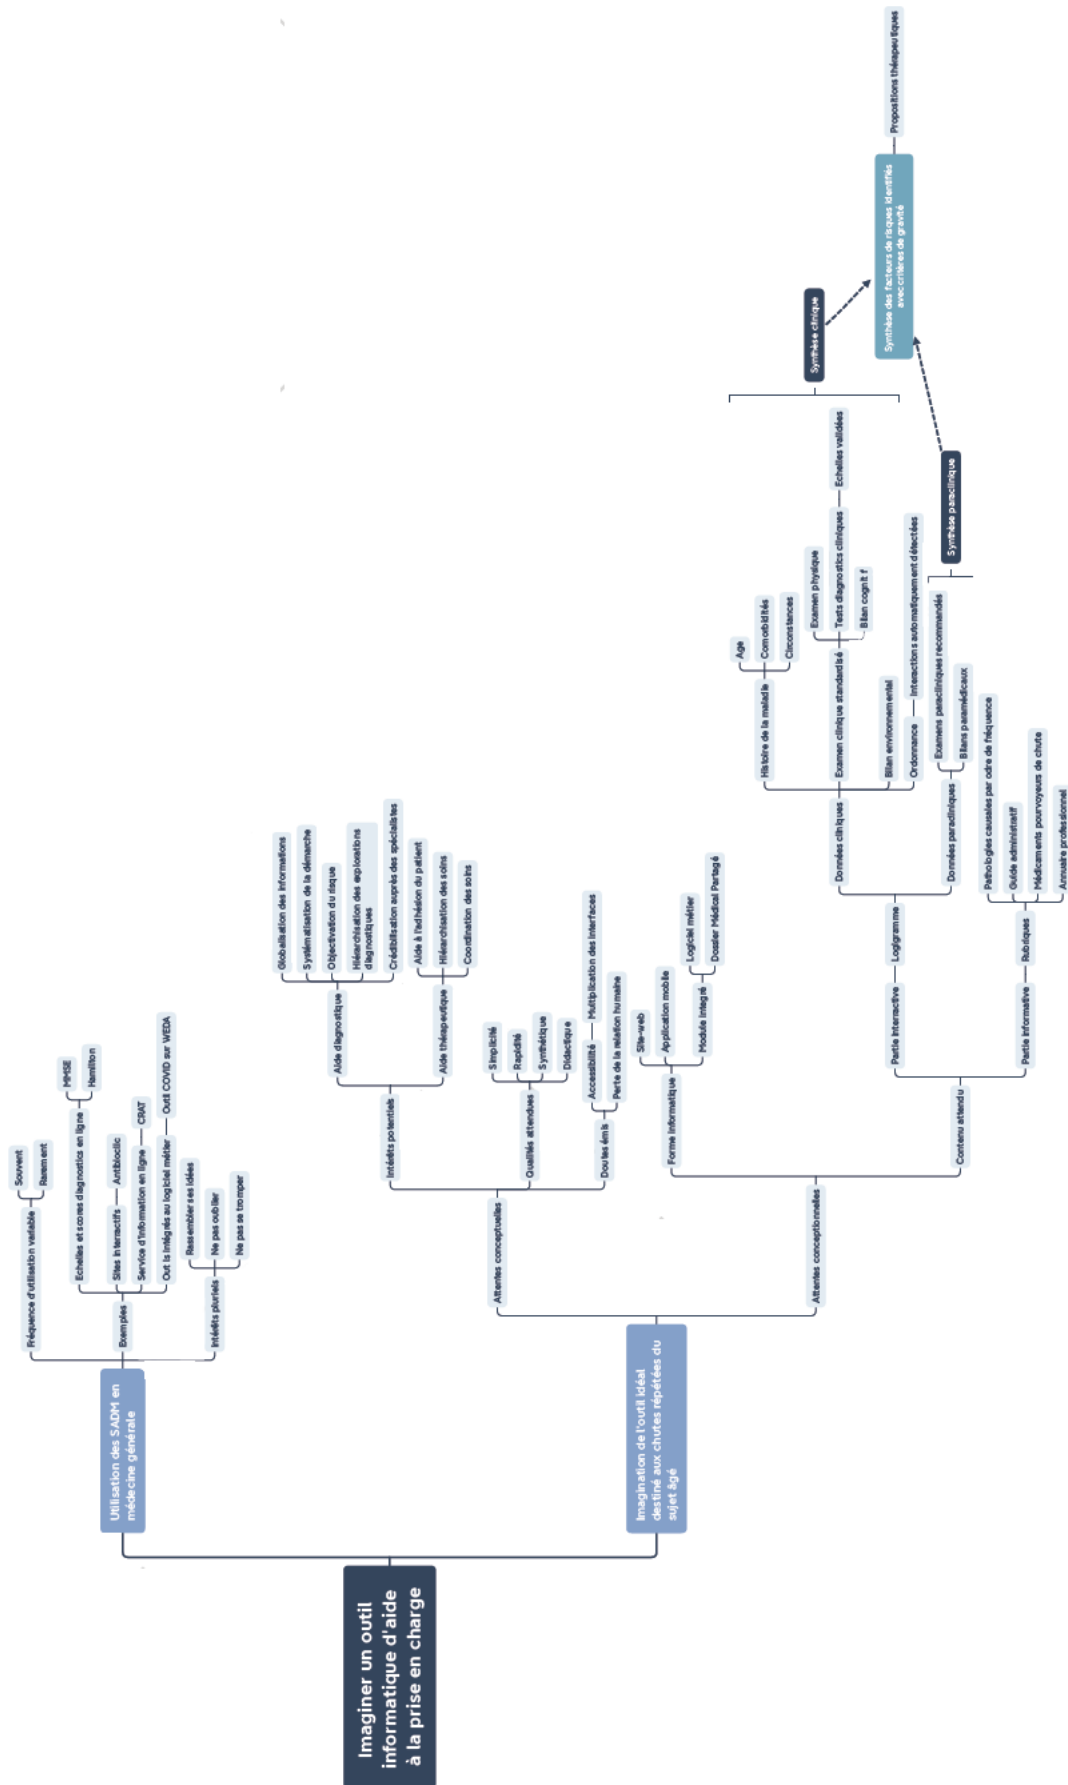 Imaginer un outil
informatique d'aide
à la prise en charge
Utilisation des SADM en
médecine générale
Fréquence d'utilisation variable
Souvent
Rarement
Exemples
Echelles et scores diagnostics en ligne
MMSE
Hamilton
Sites interractifs
Antibioclic
Service d'information en ligne
CRAT
Out ls intégrés au logiciel métier
Outil COVID sur WEDA
Intérêts pluriels
Rassembler ses idées
Ne pas oublier
Ne pas se tromper
Imagination de l'outil idéal
destiné aux chutes répétées du
sujet âgé
Attentes conceptuelles
Intérêts potentiels
Aide diagnostique
Globalisation des informations
Systématisation de la démarche
Objectivation du risque
Hiérarchisation des explorations
diagnostiques
Crédibilisation auprès des spécialistes
Aide thérapeutique
Aide à l'adhésion du patient
Hiérarchisation des soins
Coordination des soins
Qualités attendues
Simplicité
Rapidité
Synthétique
Didactique
Doutes émis
Accessibilité
Multiplication des interfaces
Perte de la relation humaine
Attentes conceptionnelles
Forme informatique
Site-web
Application mobile
Module intégré
Logiciel métier
Dossier Médical Partagé
Contenu attendu
Partie interractive
Logigramme
Données cliniques
Histoire de la maladie
Age
Comorbidités
Circonstances
Examen clinique standardisé
Examen physique
Tests diagnostics cliniques
Echelles validées
Bilan cognit f
Bilan environnemental
Ordonnance
Interactions automatiquement détectées
Données paracliniques
Examens paracliniques recommandés
Bilans paramédicaux
Partie informative
Rubriques
Pathologies causales par odre de fréquence
Guide administratif
Médicaments pourvoyeurs de chute
Annuaire professionnel
Synthèse clinique
Synthèse paraclinique
Synthèse des facteurs de risques identifiés
avec critères de gravité
Propositions thérapeutiques